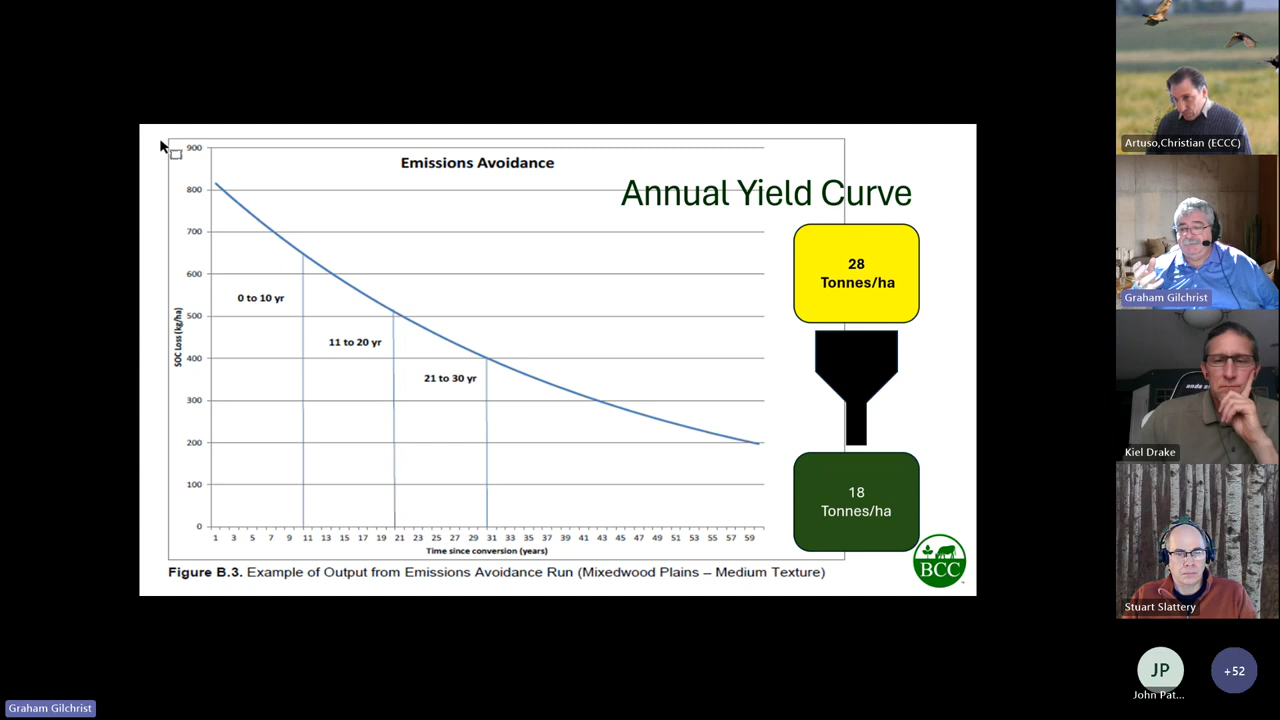 Emissions Avoidance
Annual Yield Curve
900
800
700
600
500
400
300
200
100
0
SOC Loss (kg/ha)
0 to 10 yr
11 to 20 yr
21 to 30 yr
1 3 5 7 9 11 13 15 17 19 21 23 25 27 29 31 33 35 37 39 41 43 45 47 49 51 53 55 57 59
Time since conversion (years)
28
Tonnes/ha
18
Tonnes/ha
BCC
Figure B.3. Example of Output from Emissions Avoidance Run (Mixedwood Plains – Medium Texture)
Artuso,Christian (ECCC)
Graham Gilchrist
Kiel Drake
Stuart Slattery
JP
John Pat...
+52
Graham Gilchrist